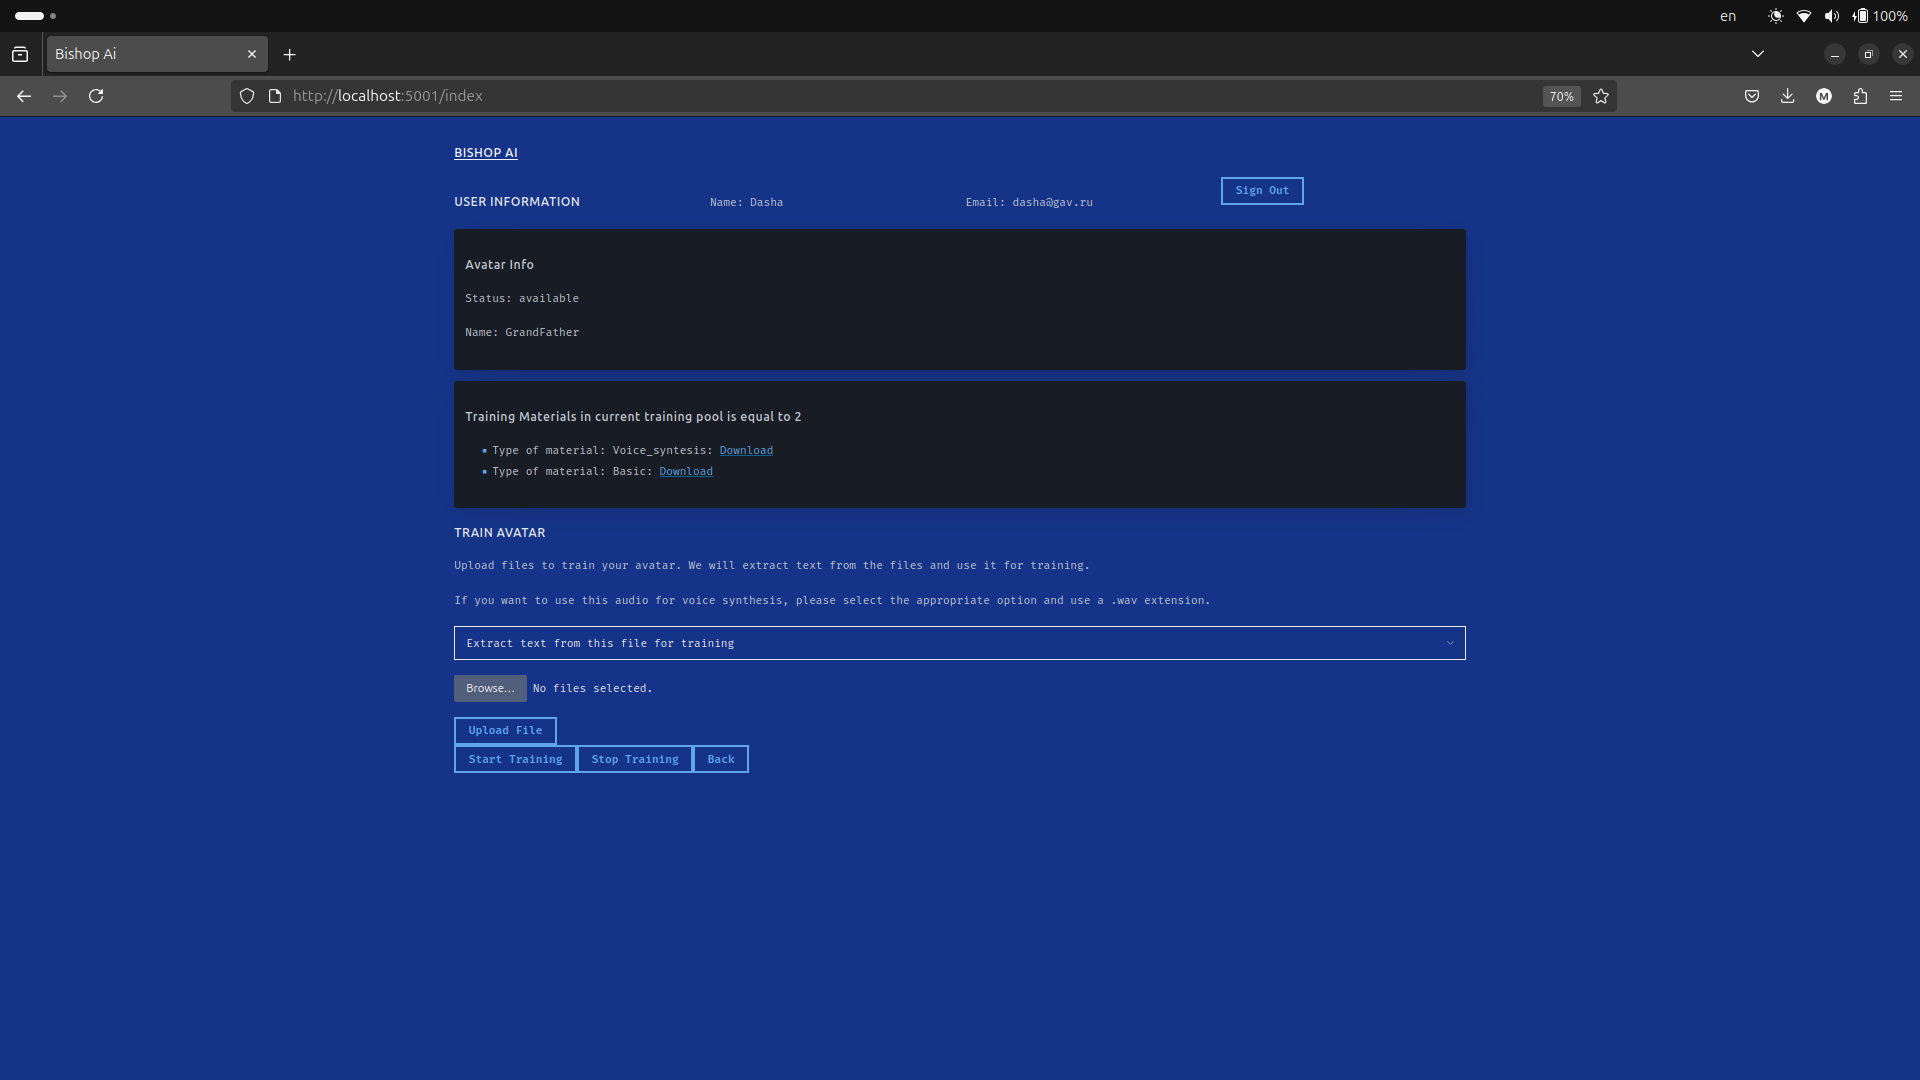 en
100%
Bishop Ai
http://localhost:5001/index
70%
M
BISHOP AI
USER INFORMATION
Name: Dasha
Email: dasha@gav.ru
Sign Out
Avatar Info
Status: available
Name: GrandFather
Training Materials in current training pool is equal to 2
Type of material: Voice_syntesis: Download
Type of material: Basic: Download
TRAIN AVATAR
Upload files to train your avatar. We will extract text from the files and use it for training.
If you want to use this audio for voice synthesis, please select the appropriate option and use a .wav extension.
Extract text from this file for training
Browse... No files selected.
Upload File
Start Training Stop Training Back